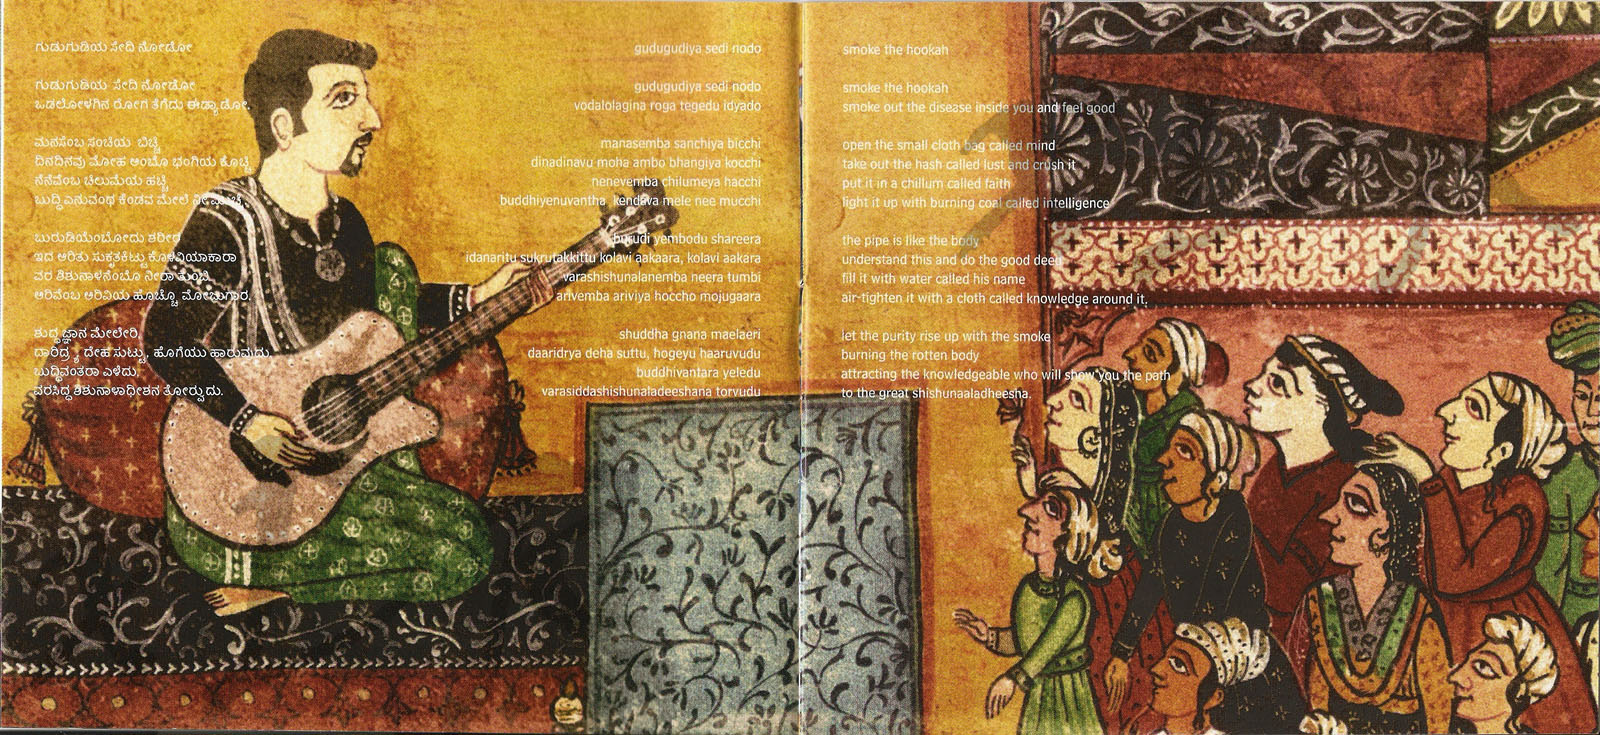 ಗುಡುಗುಡಿಯ ಸೇದಿ ನೋಡೋ
ಗುಡುಗುಡಿಯ ಸೇದಿ ನೋಡೋ
ಒಡಲೋಳಗಿನ ರೋಗ ತೆಗೆದು ಈಡ್ಯಾಡೋ.
ಮನಸೆಂಬ ಸಂಚಿಯ ಬಿಚ್ಚಿ
ದಿನದಿನವು ಮೋಹ ಅಂಬೊ ಭಂಗಿಯ ಕೊಚ್ಚಿ
ನೆನೆವೆಂಬ ಚಿಲುಮೆಯ ಹಚ್ಚಿ
ಬುದ್ಧಿ ಎನುವಂಥ ಕೆಂಡವ ಮೇಲೆ ನೀ ಮುಚ್ಚಿ
ಬುರುಡಿಯೆಂಬೋದು ಶರೀರ
ಇದ ಅರಿತು ಸುಕೃತಕೆಟ್ಟು ಕೊಳವಿಯಾಕಾರಾ
ವರ ಶಿಶುನಾಳನೆಂಬೊ ನೀರಾ ತುಂಬಿ
ಅರಿವೆಂಬ ಅರಿವಿಯ ಹೊಚ್ಚೊ ಮೋಜುಗಾರ.
ಶುದ್ಧ ಜ್ಞಾನ ಮೇಲೇರಿ,
ದಾರಿದ್ರ್ಯ ದೇಹ ಸುಟ್ಟು, ಹೊಗೆಯು ಹಾರುವುದು.
ಬುದ್ಧಿವಂತರಾ ಎಳೆದು,
ವರಸಿದ್ಧ ಶಿಶುನಾಳಾಧೀಶನ ತೋರ್ವುದು.
gudugudiya sedi nodo
gudugudiya sedi nodo
vodalolagina roga tegedu idyado
manasemba sanchiya bicchi
dinadinavu moha ambo bhangiya kocchi
nenevemba chilumeya hacchi
buddhiyenuvantha kendava mele nee mucchi
burudi yembodu shareera
idanaritu sukrutakkittu kolavi aakaara, kolavi aakara
varashishunalanemba neera tumbi
arivemba ariviya hoccho mojugaara
shuddha gnana maelaeri
daaridrya deha suttu, hogeyu haaruvudu
buddhivantara yeledu
varasiddashishunaladeeshana torvudu
smoke the hookah
smoke the hookah
smoke out the disease inside you and feel good
open the small cloth bag called mind
take out the hash called lust and crush it
put it in a chillum called faith
light it up with burning coal called intelligence
the pipe is like the body
understand this and do the good deed
fill it with water called his name
air-tighten it with a cloth called knowledge around it,
let the purity rise up with the smoke
burning the rotten body
attracting the knowledgeable who will show you the path
to the great shishunaaladheesha.